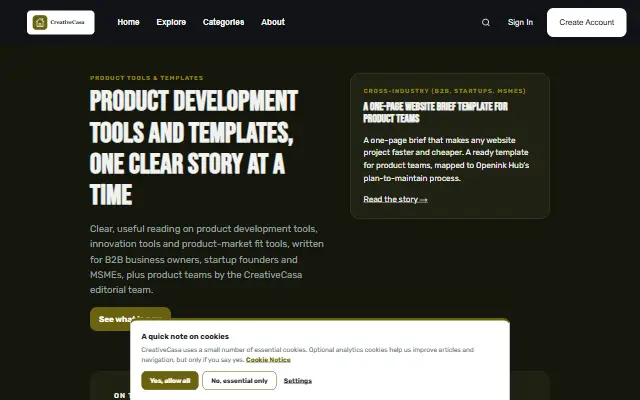 CreativeCasa
Home
Explore
Categories
About
Sign In
Create Account
PRODUCT TOOLS & TEMPLATES
PRODUCT DEVELOPMENT
TOOLS AND TEMPLATES,
ONE CLEAR STORY AT A
TIME
Clear, useful reading on product development tools,
innovation tools and product-market fit tools, written
for B2B business owners, startup founders and
MSMEs, plus product teams by the CreativeCasa
editorial team.
See what
CROSS-INDUSTRY (B2B, STARTUPS, MSMES)
A ONE-PAGE WEBSITE BRIEF TEMPLATE FOR
PRODUCT TEAMS
A one-page brief that makes any website
project faster and cheaper. A ready template
for product teams, mapped to Openink Hub's
plan-to-maintain process.
Read the story →
A quick note on cookies
CreativeCasa uses a small number of essential cookies. Optional analytics cookies help us improve articles and
navigation, but only if you say yes. Cookie Notice
Yes, allow all
No, essential only
Settings
ON T